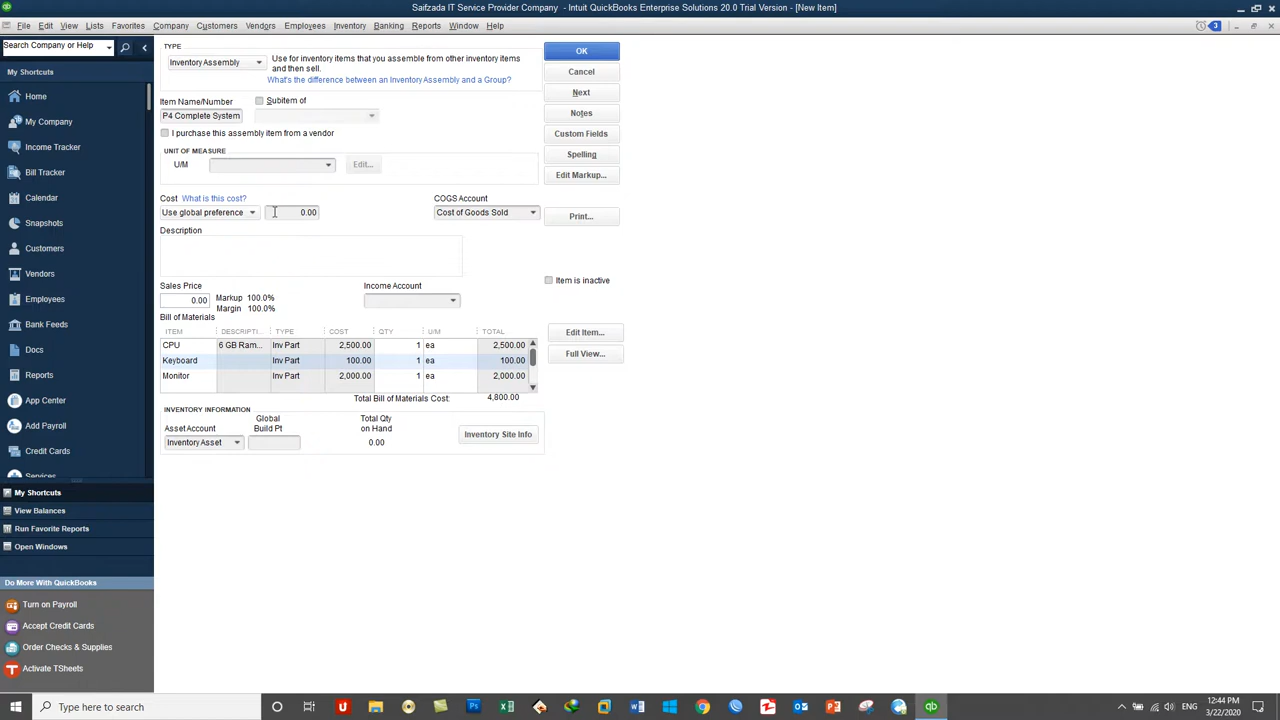 Saifzada IT Service Provider Company - Intuit QuickBooks Enterprise Solutions 20.0 Trial Version - [New Item]
File Edit View Lists Favorites Company Customers Vendors Employees Inventory Banking Reports Window Help
3
Search Company or Help
My Shortcuts
Home
My Company
Income Tracker
Bill Tracker
Calendar
Snapshots
Customers
Vendors
Employees
Bank Feeds
Docs
Reports
App Center
Add Payroll
Credit Cards
Services
My Shortcuts
View Balances
Run Favorite Reports
Open Windows
Do More With QuickBooks
Turn on Payroll
Accept Credit Cards
Order Checks & Supplies
Activate TSheets
TYPE
Inventory Assembly
Use for inventory items that you assemble from other inventory items
and then sell.
What's the difference between an Inventory Assembly and a Group?
Item Name/Number
Subitem of
P4 Complete System
I purchase this assembly item from a vendor
UNIT OF MEASURE
U/M
Edit...
Cost What is this cost?
COGS Account
Use global preference
0.00
Cost of Goods Sold
Description
Sales Price
Income Account
0.00
Markup 100.0%
Margin 100.0%
Bill of Materials
ITEM DESCRIPTI... TYPE COST QTY U/M TOTAL
CPU 6 GB Ram... Inv Part 2,500.00 1 ea 2,500.00
Keyboard Inv Part 100.00 1 ea 100.00
Monitor Inv Part 2,000.00 1 ea 2,000.00
Total Bill of Materials Cost: 4,800.00
INVENTORY INFORMATION
Asset Account
Global
Build Pt
Total Qty
on Hand
Inventory Asset
0.00
Inventory Site Info
OK
Cancel
Next
Notes
Custom Fields
Spelling
Edit Markup...
Print...
Item is inactive
Edit Item...
Full View...
Type here to search
ENG
12:44 PM
3/22/2020